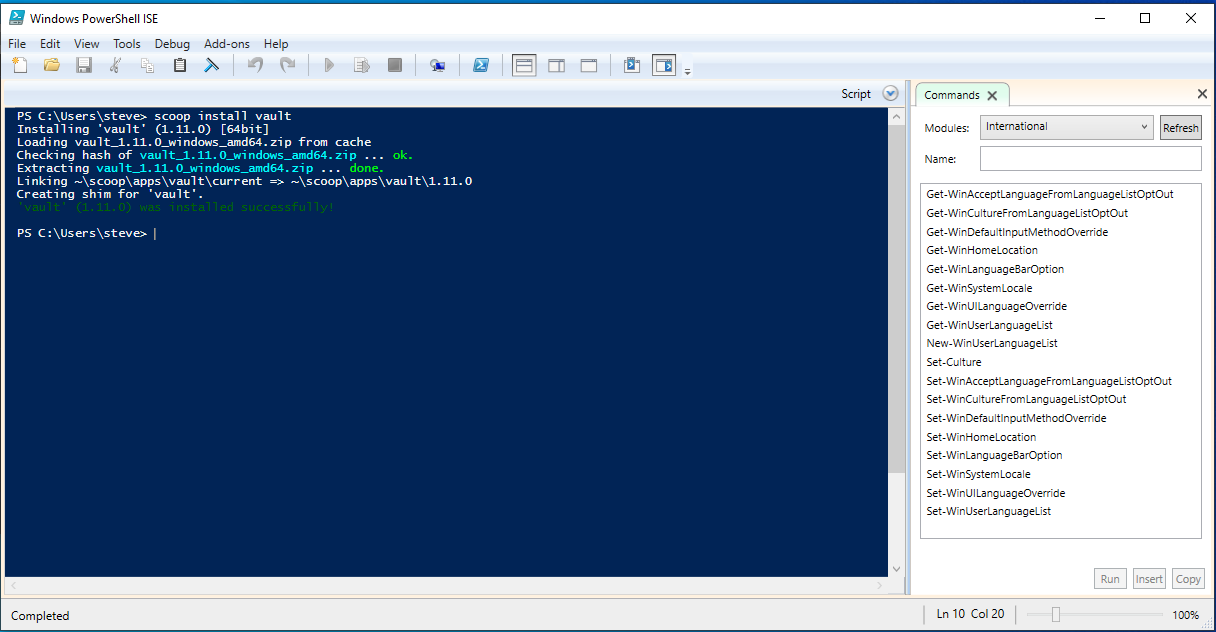 Windows PowerShell ISE
File Edit View Tools Debug Add-ons Help
Script
PS C:\Users\steve> scoop install vault
Installing 'vault' (1.11.0) [64bit]
Loading vault_1.11.0_windows_amd64.zip from cache
Checking hash of vault_1.11.0_windows_amd64.zip ... ok.
Extracting vault_1.11.0_windows_amd64.zip ... done.
Linking ~\scoop\apps\vault\current => ~\scoop\apps\vault\1.11.0
Creating shim for 'vault'.
'vault' (1.11.0) was installed successfully!
PS C:\Users\steve>
Commands
Modules: International Refresh
Name:
Get-WinAcceptLanguageFromLanguageListOptOut
Get-WinCultureFromLanguageListOptOut
Get-WinDefaultInputMethodOverride
Get-WinHomeLocation
Get-WinLanguageBarOption
Get-WinSystemLocale
Get-WinUILanguageOverride
Get-WinUserLanguageList
New-WinUserLanguageList
Set-Culture
Set-WinAcceptLanguageFromLanguageListOptOut
Set-WinCultureFromLanguageListOptOut
Set-WinDefaultInputMethodOverride
Set-WinHomeLocation
Set-WinLanguageBarOption
Set-WinSystemLocale
Set-WinUILanguageOverride
Set-WinUserLanguageList
Run Insert Copy
Completed
Ln 10 Col 20
100%